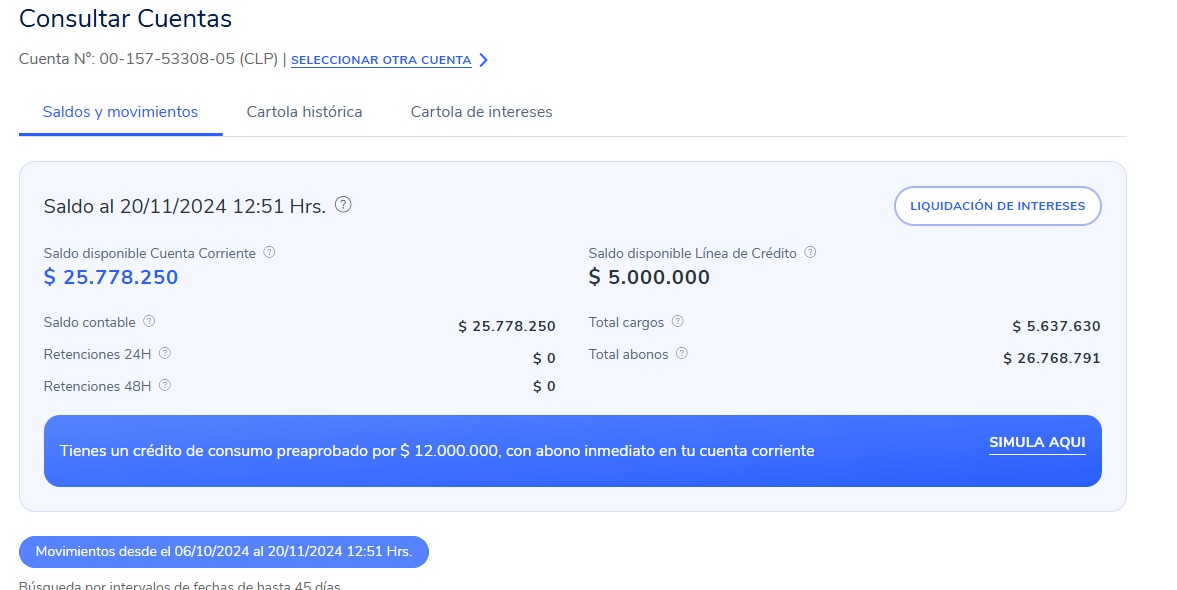 Consultar Cuentas
Cuenta N°: 00-157-53308-05 (CLP) | SELECCIONAR OTRA CUENTA
Saldos y movimientos Cartola histórica Cartola de intereses
Saldo al 20/11/2024 12:51 Hrs. ?
LIQUIDACIÓN DE INTERESES
Saldo disponible Cuenta Corriente ? Saldo disponible Línea de Crédito ?
$ 25.778.250 $ 5.000.000
Saldo contable ? $ 25.778.250 Total cargos ? $ 5.637.630
Retenciones 24H ? $ 0 Total abonos ? $ 26.768.791
Retenciones 48H ? $ 0
Tienes un crédito de consumo preaprobado por $ 12.000.000, con abono inmediato en tu cuenta corriente SIMULA AQUI
Movimientos desde el 06/10/2024 al 20/11/2024 12:51 Hrs.
Búsqueda por intervalos de fechas de hasta 45 días